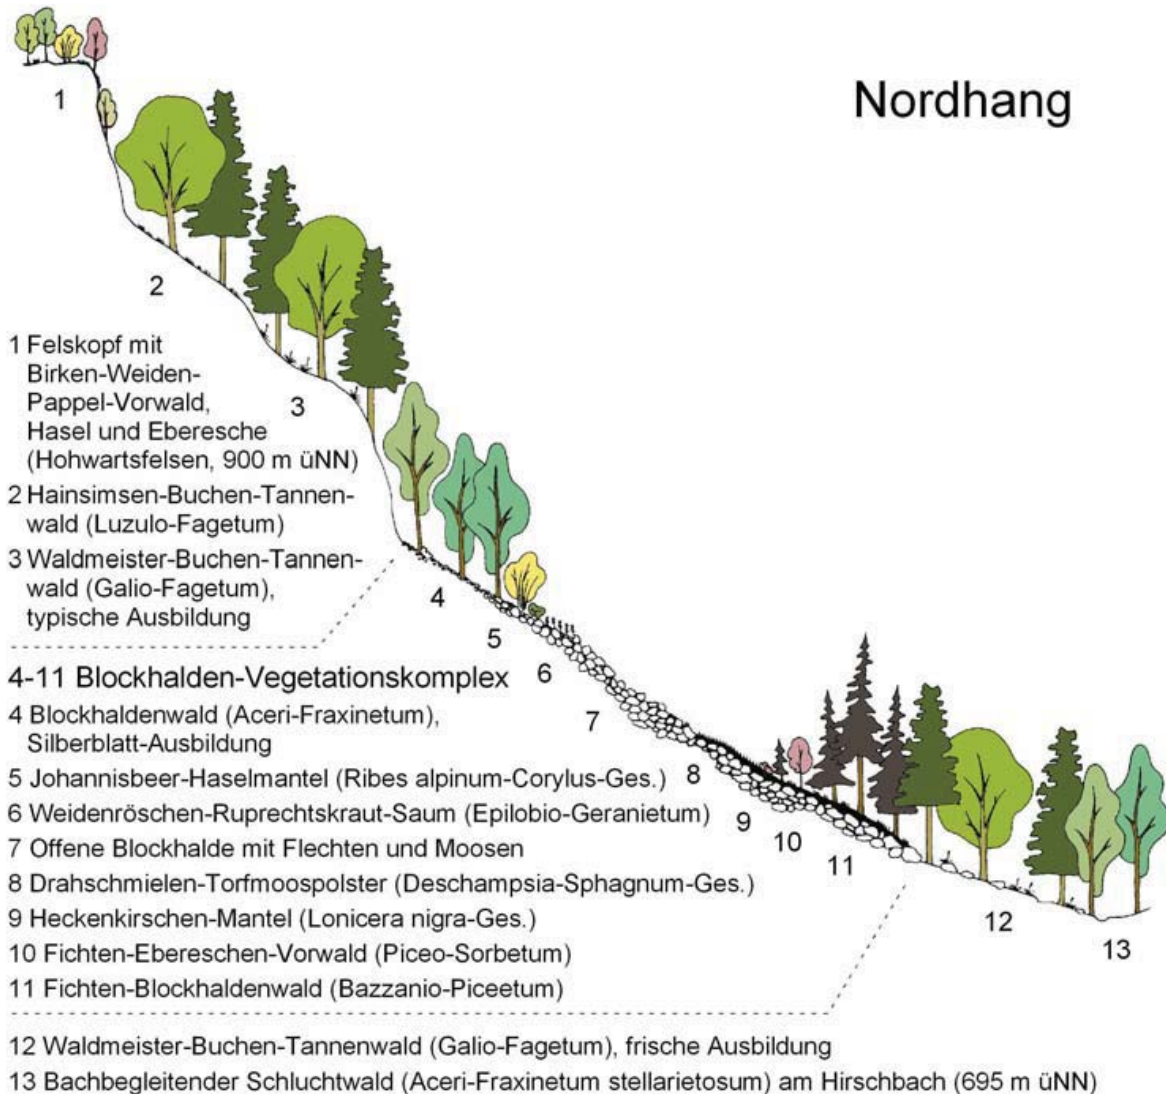 Nordhang
1
2
3
4
5
6
7
8
9
10
11
12
13
1 Felskopf mit
Birken-Weiden-
Pappel-Vorwald,
Hasel und Eberesche
(Hohwartsfelsen, 900 m üNN)
2 Hainsimsen-Buchen-Tannen-
wald (Luzulo-Fagetum)
3 Waldmeister-Buchen-Tannen-
wald (Galio-Fagetum),
typische Ausbildung
4-11 Blockhalden-Vegetationskomplex
4 Blockhaldenwald (Aceri-Fraxinetum),
Silberblatt-Ausbildung
5 Johannisbeer-Haselmantel (Ribes alpinum-Corylus-Ges.)
6 Weidenröschen-Ruprechtskraut-Saum (Epilobio-Geranietum)
7 Offene Blockhalde mit Flechten und Moosen
8 Drahschmielen-Torfmoospolster (Deschampsia-Sphagnum-Ges.)
9 Heckenkirschen-Mantel (Lonicera nigra-Ges.)
10 Fichten-Ebereschen-Vorwald (Piceo-Sorbetum)
11 Fichten-Blockhaldenwald (Bazzanio-Piceetum)
12 Waldmeister-Buchen-Tannenwald (Galio-Fagetum), frische Ausbildung
13 Bachbegleitender Schluchtwald (Aceri-Fraxinetum stellarietosum) am Hirschbach (695 m üNN)